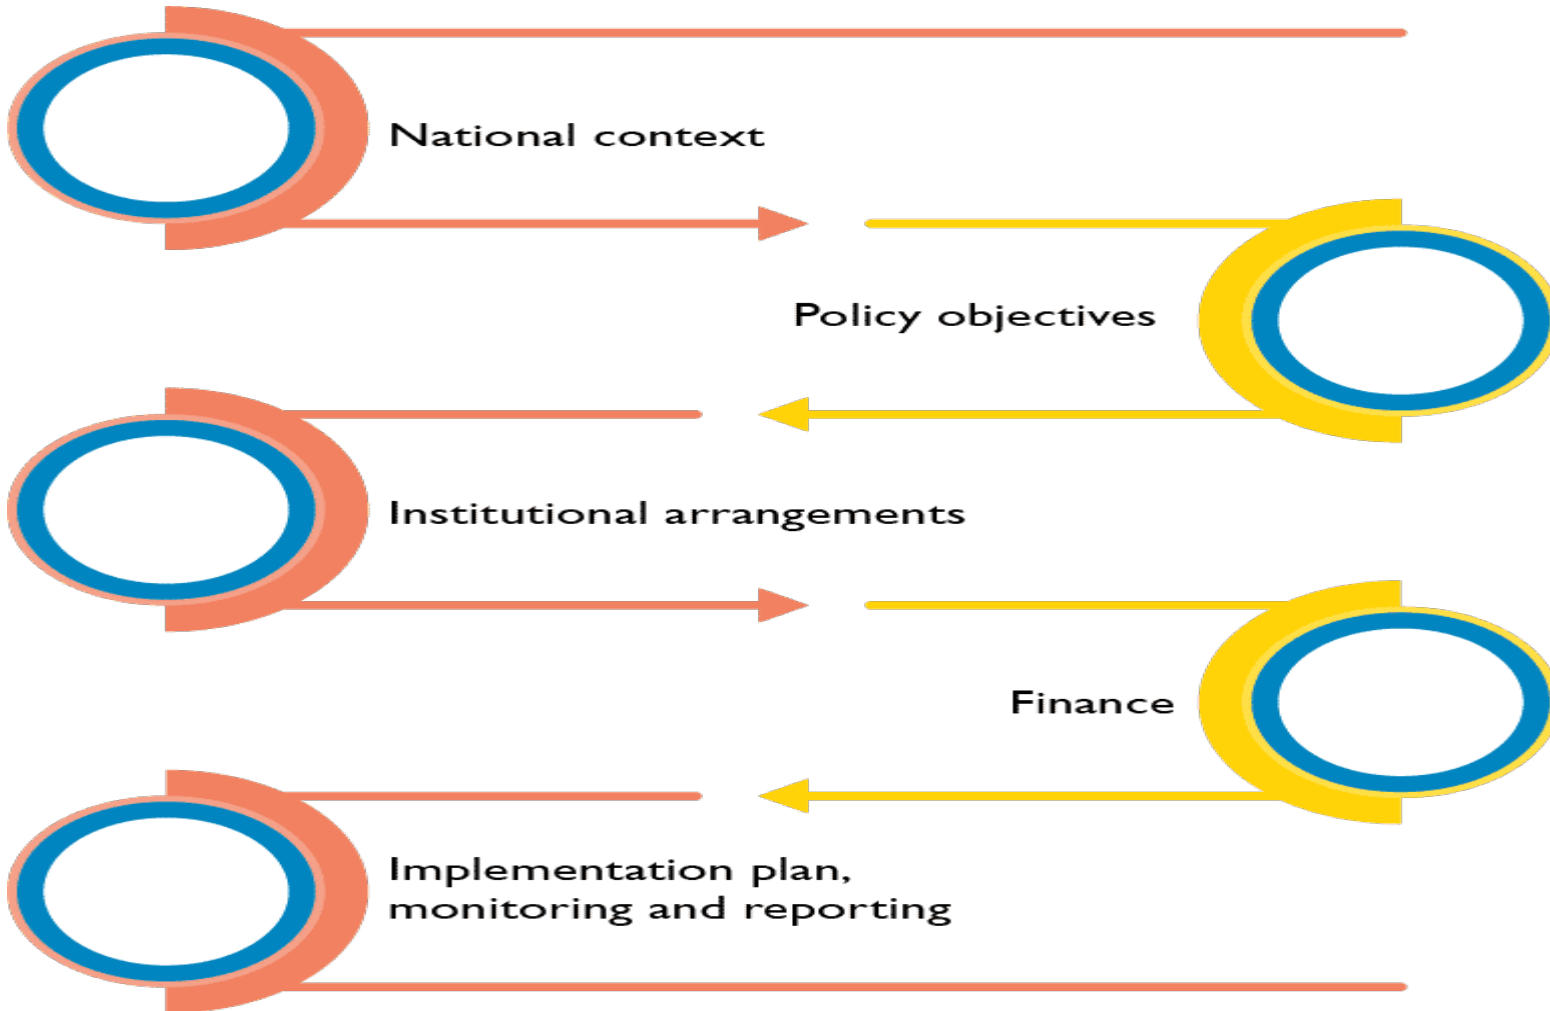 National context
Policy objectives
Institutional arrangements
Finance
Implementation plan,
monitoring and reporting